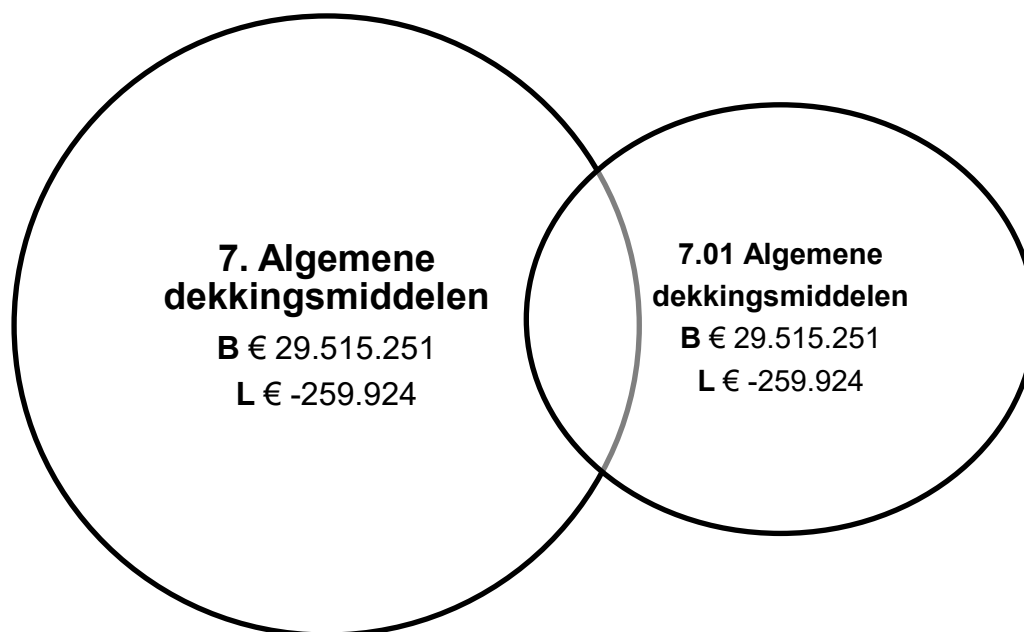 7. Algemene
dekkingsmiddelen
B € 29.515.251
L € -259.924
7.01 Algemene
dekkingsmiddelen
B € 29.515.251
L € -259.924